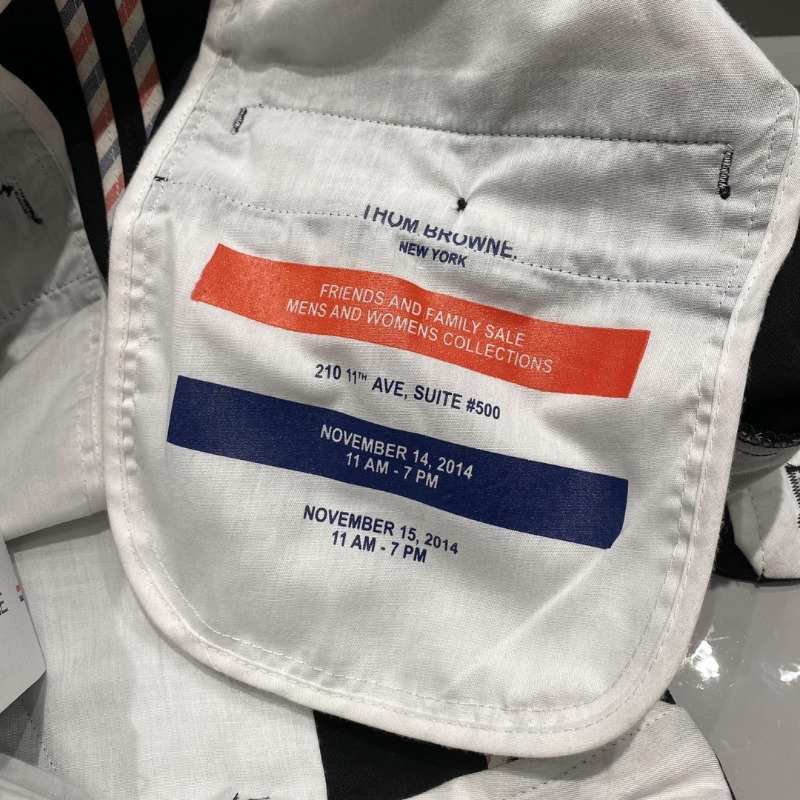 THOM BROWNE.
NEW YORK
FRIENDS AND FAMILY SALE
MENS AND WOMENS COLLECTIONS
210 11TH AVE, SUITE #500
NOVEMBER 14, 2014
11 AM - 7 PM
NOVEMBER 15, 2014
11 AM - 7 PM